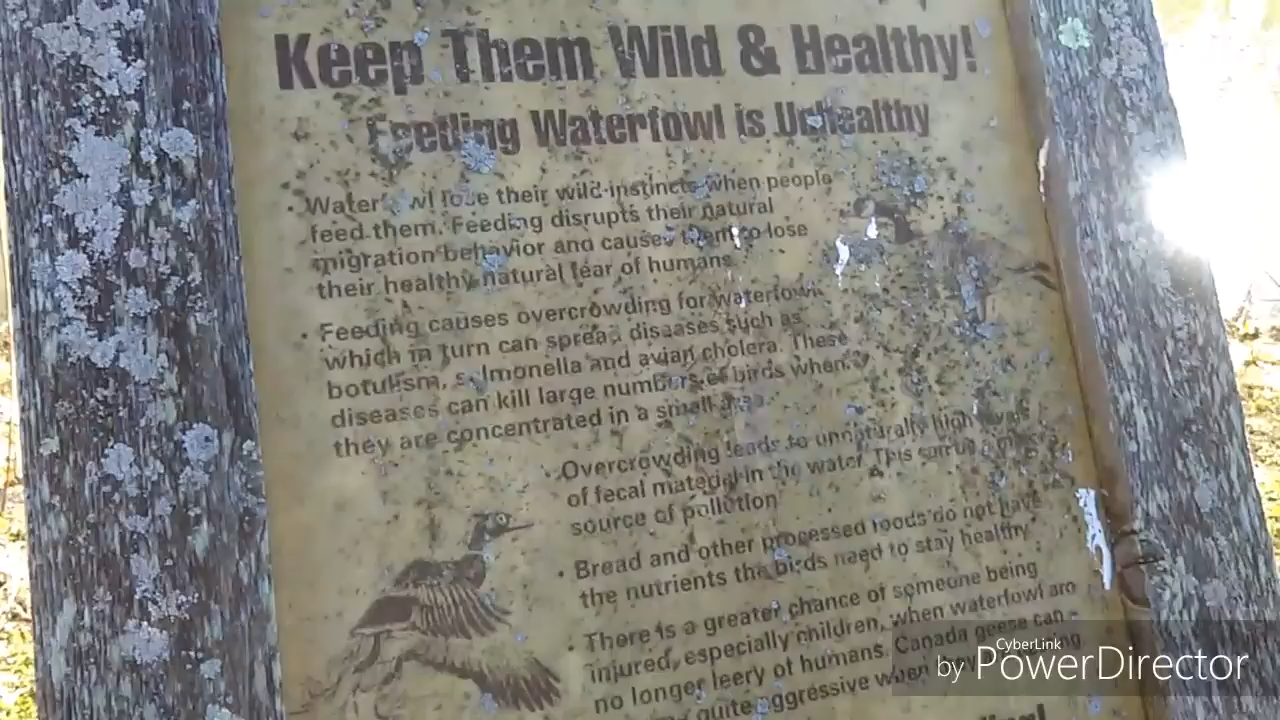 Keep Them Wild & Healthy!
Feeding Waterfowl is Unhealthy
• Waterfowl lose their wild instincts when people
feed them. Feeding disrupts their natural
migration behavior and causes them to lose
their healthy natural fear of humans.
• Feeding causes overcrowding for waterfowl
which in turn can spread diseases such as
botulism, salmonella and avian cholera. These
diseases can kill large numbers of birds when
they are concentrated in a small area.
• Overcrowding leads to unnaturally high levels
of fecal material in the water. This can be a
source of pollution
• Bread and other processed foods do not have
the nutrients the birds need to stay healthy
• There is a greater chance of someone being
injured, especially children, when waterfowl are
no longer leery of humans. Canada geese can
quite aggressive when
CyberLink
by PowerDirector